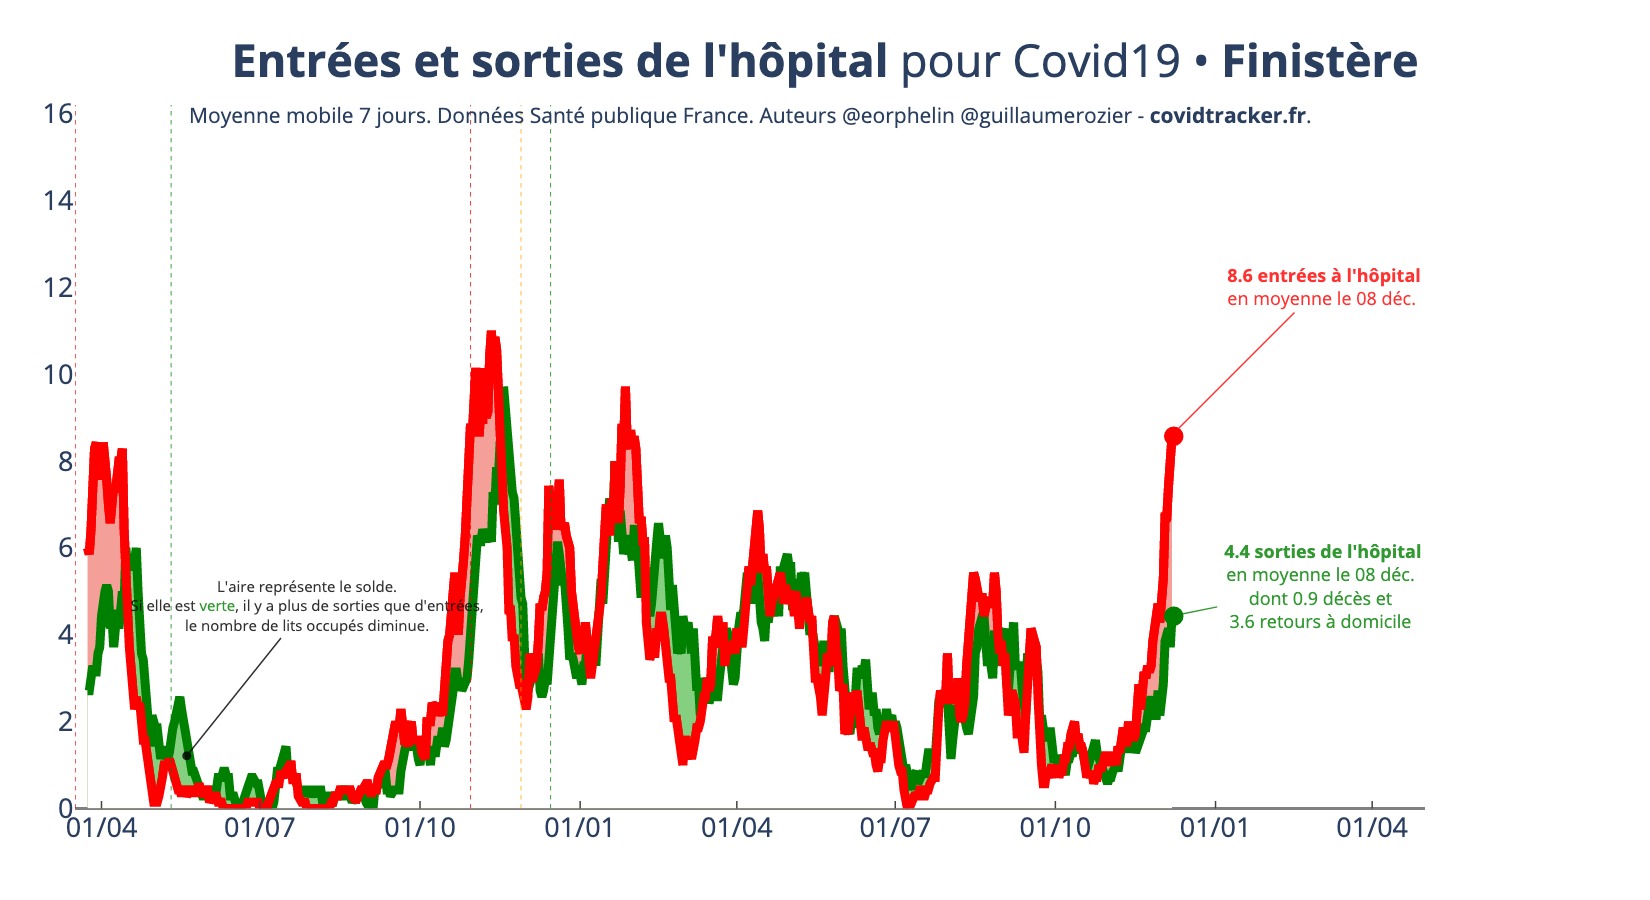 Entrées et sorties de l'hôpital pour Covid19 • Finistère
Moyenne mobile 7 jours. Données Santé publique France. Auteurs @eorphelin @guillaumerozier - covidtracker.fr.
16
14
12
10
8
6
4
2
0
8.6 entrées à l'hôpital
en moyenne le 08 déc.
4.4 sorties de l'hôpital
en moyenne le 08 déc.
dont 0.9 décès et
3.6 retours à domicile
L'aire représente le solde.
Si elle est verte, il y a plus de sorties que d'entrées,
le nombre de lits occupés diminue.
01/04 01/07 01/10 01/01 01/04 01/07 01/10 01/01 01/04